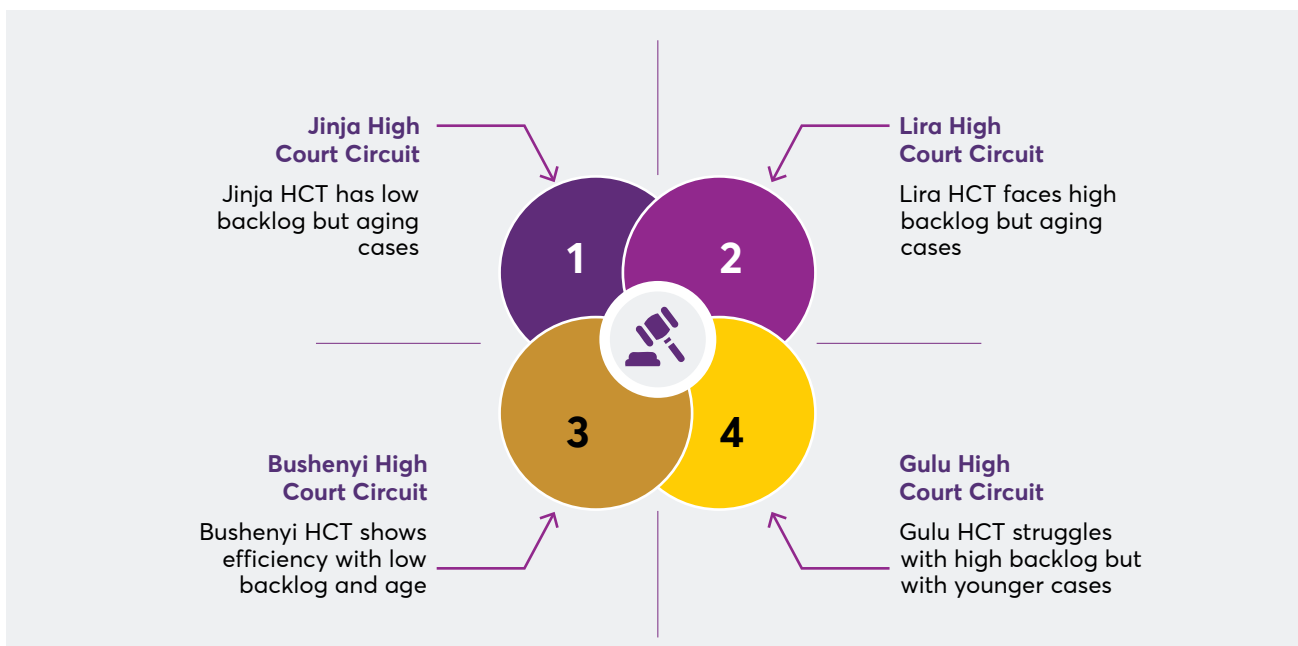 Jinja High
Court Circuit
Jinja HCT has low
backlog but aging
cases
1
2
Lira High
Court Circuit
Lira HCT faces high
backlog but aging
cases
Bushenyi High
Court Circuit
Bushenyi HCT shows
efficiency with low
backlog and age
3
4
Gulu High
Court Circuit
Gulu HCT struggles
with high backlog but
with younger cases